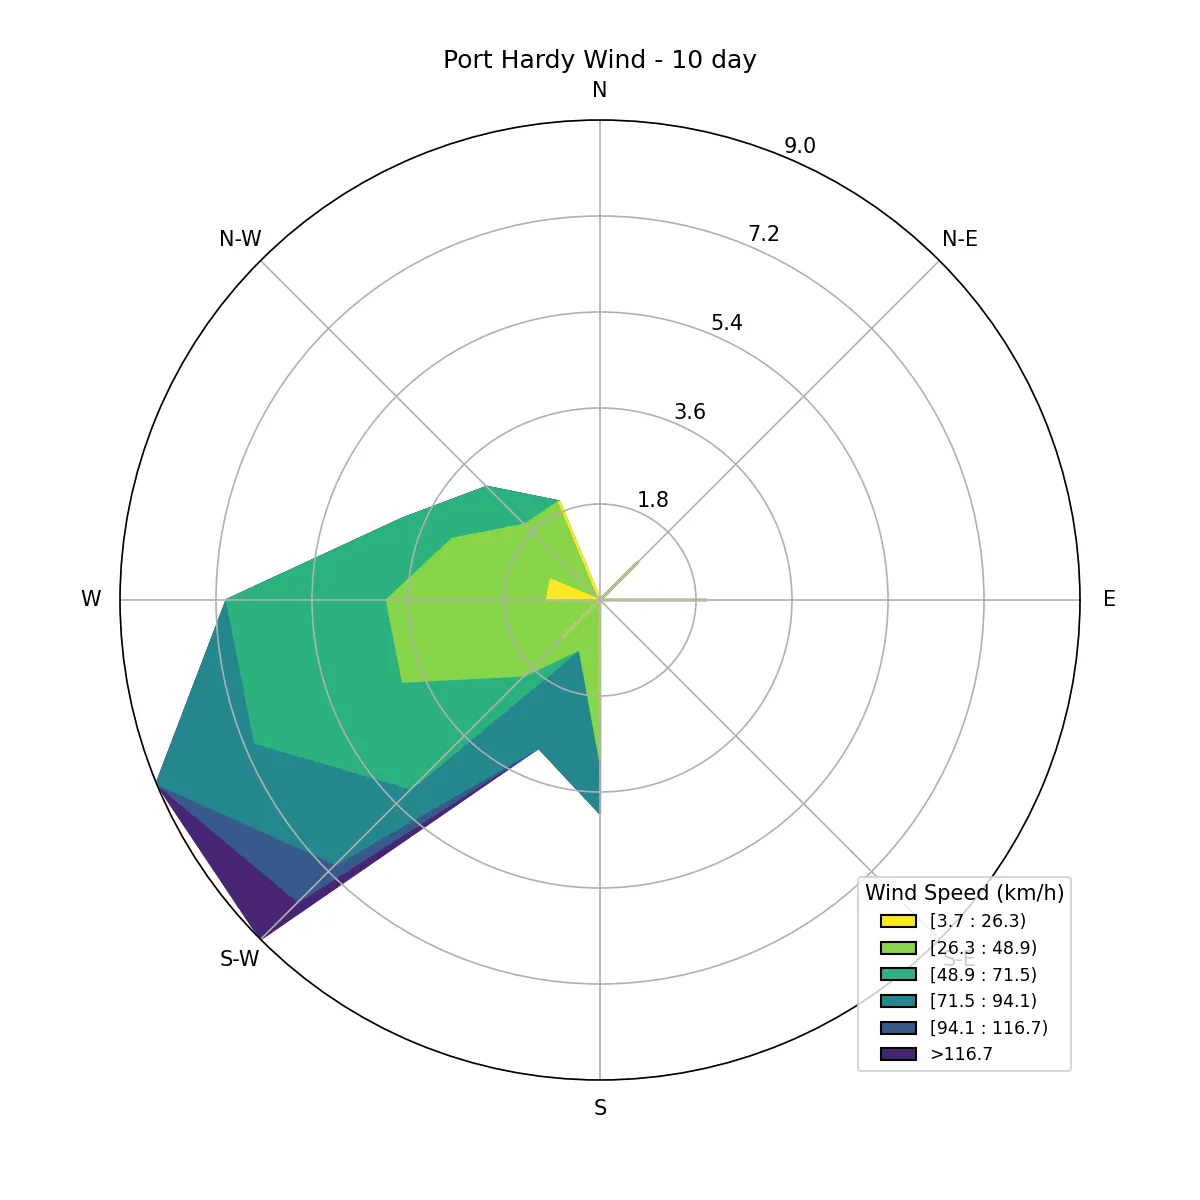 Port Hardy Wind - 10 day
N
9.0
N-W
7.2
N-E
5.4
3.6
1.8
W
E
S-W
S-E
S
Wind Speed (km/h)
[3.7 : 26.3)
[26.3 : 48.9)
[48.9 : 71.5)
[71.5 : 94.1)
[94.1 : 116.7)
>116.7